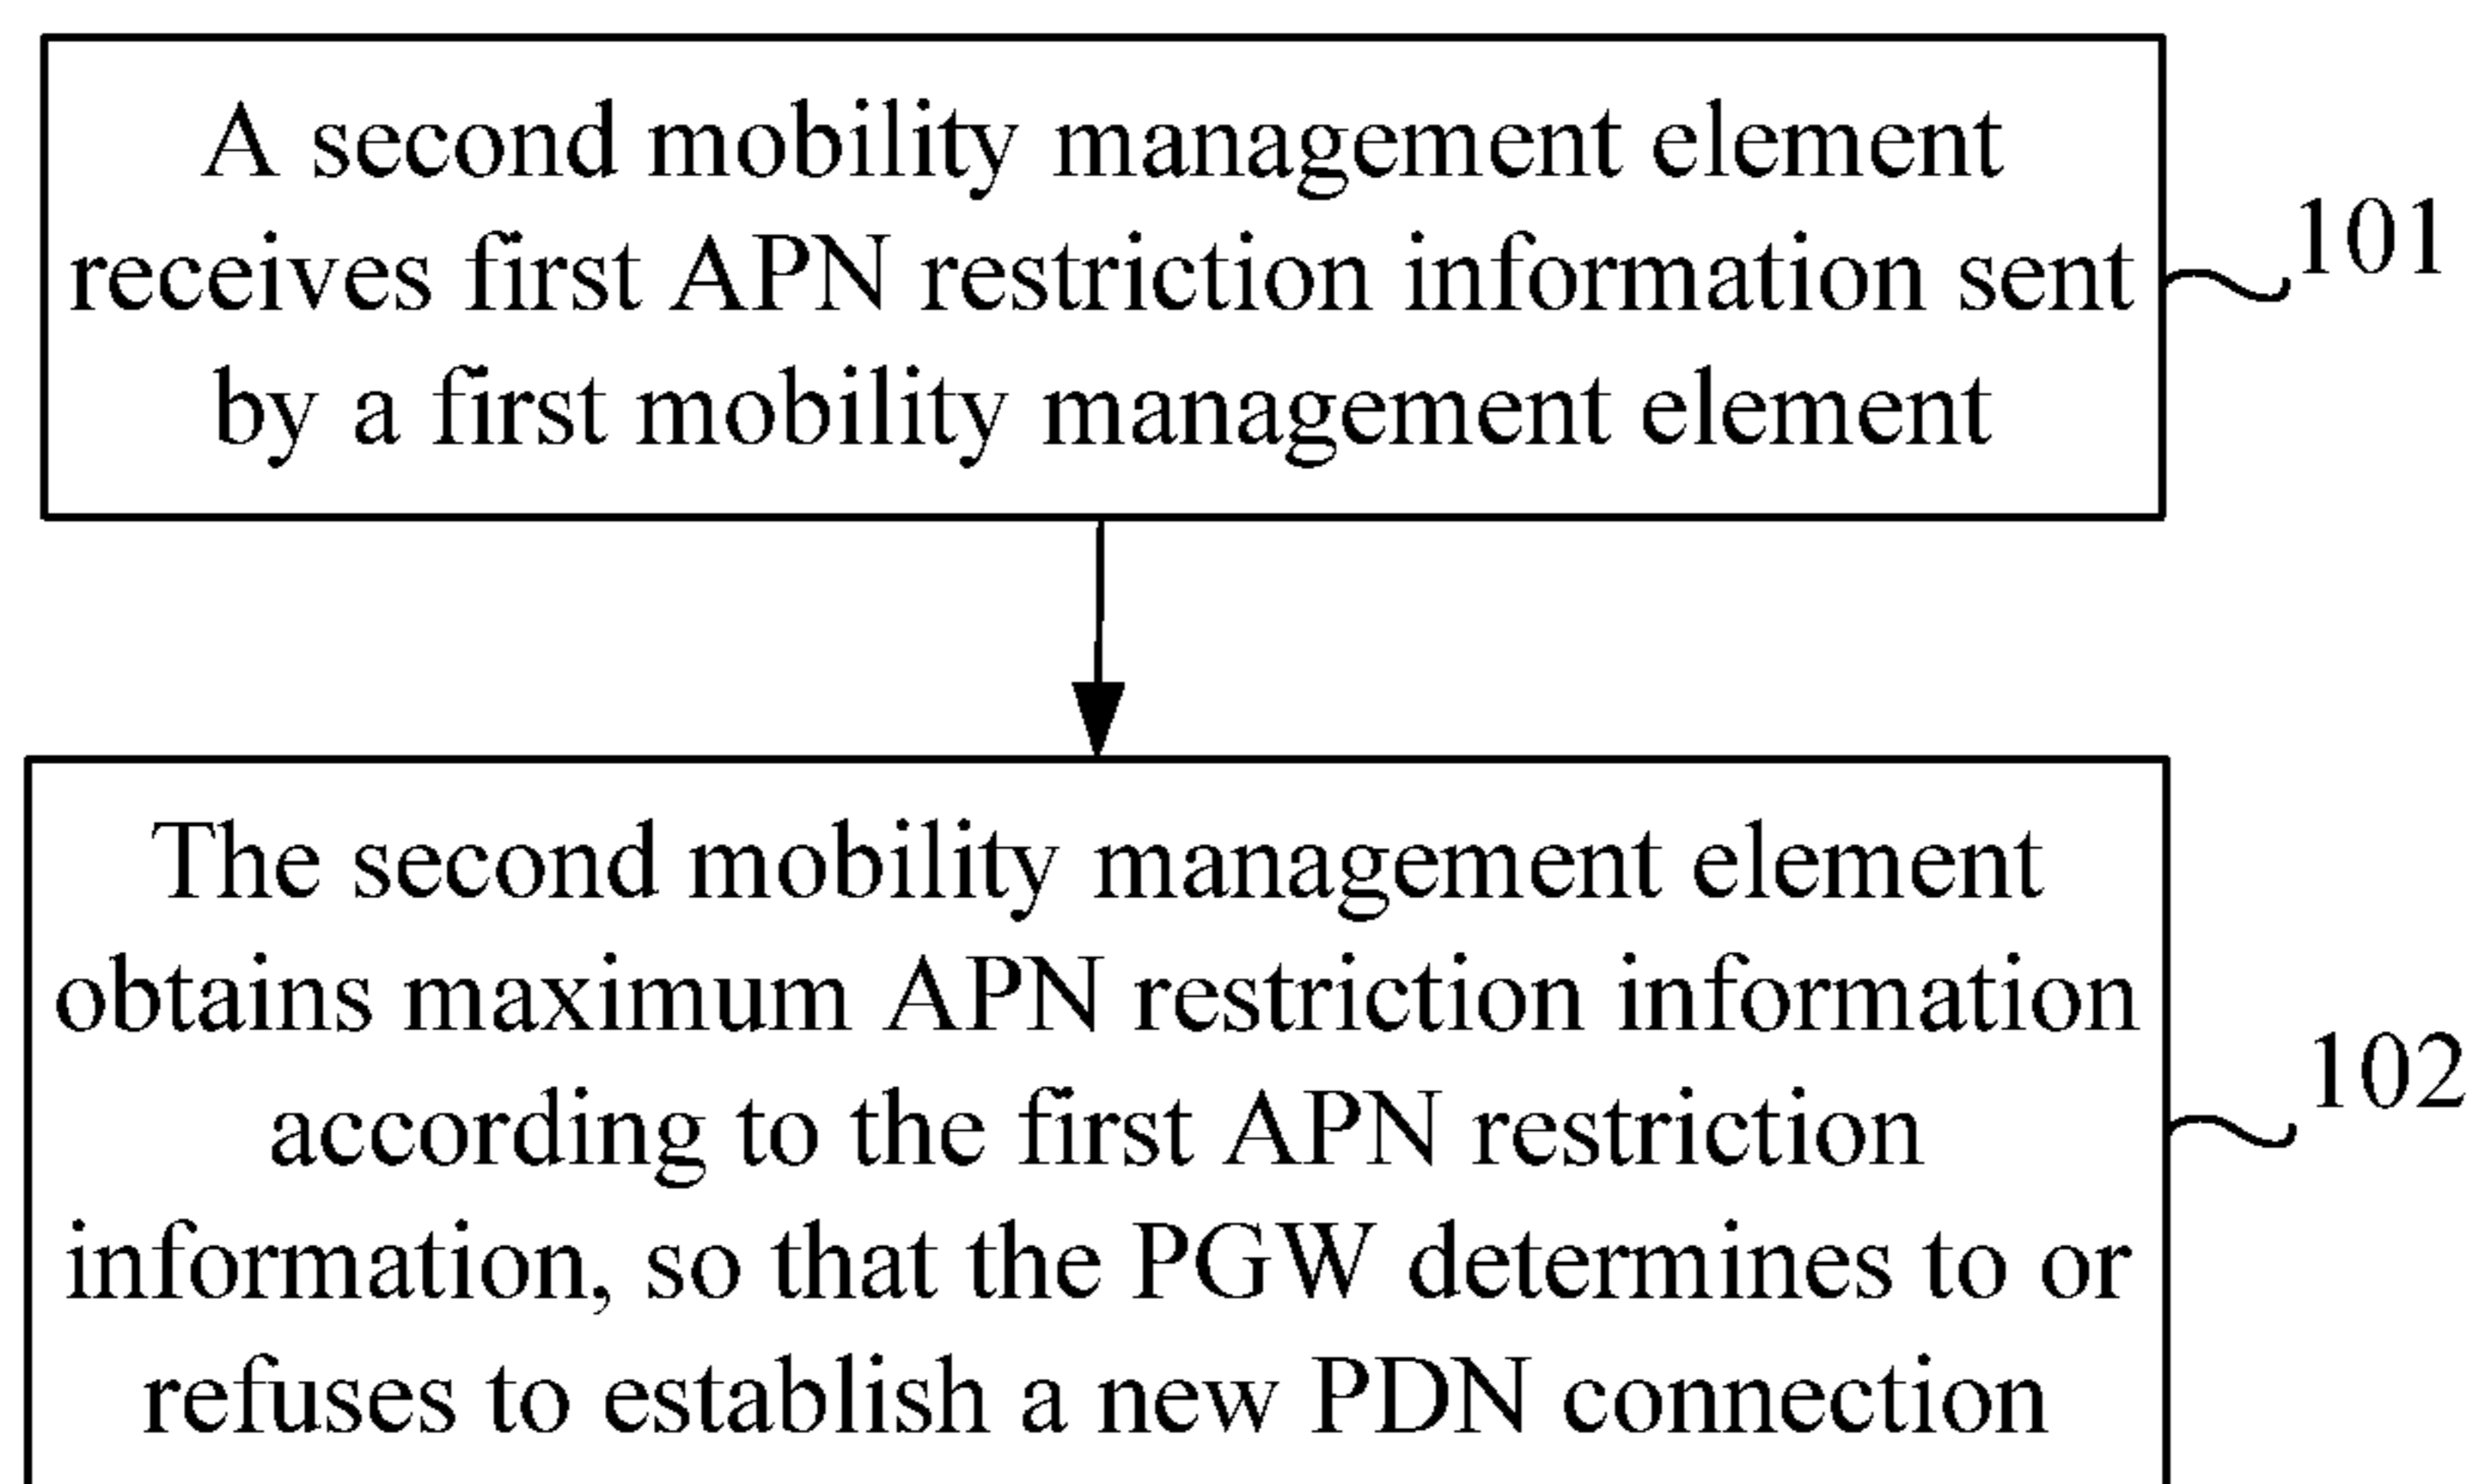 A second mobility management element
receives first APN restriction information sent
by a first mobility management element
101
The second mobility management element
obtains maximum APN restriction information
according to the first APN restriction
information, so that the PGW determines to or
refuses to establish a new PDN connection
102